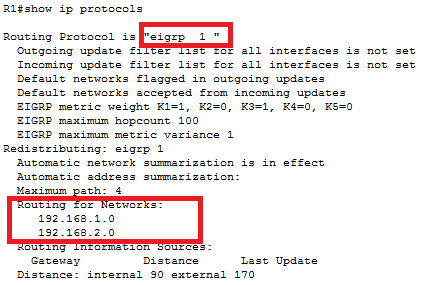 R1#show ip protocols
Routing Protocol is "eigrp 1 "
Outgoing update filter list for all interfaces is not set
Incoming update filter list for all interfaces is not set
Default networks flagged in outgoing updates
Default networks accepted from incoming updates
EIGRP metric weight K1=1, K2=0, K3=1, K4=0, K5=0
EIGRP maximum hopcount 100
EIGRP maximum metric variance 1
Redistributing: eigrp 1
Automatic network summarization is in effect
Automatic address summarization:
Maximum path: 4
Routing for Networks:
192.168.1.0
192.168.2.0
Routing Information Sources:
Gateway Distance Last Update
Distance: internal 90 external 170